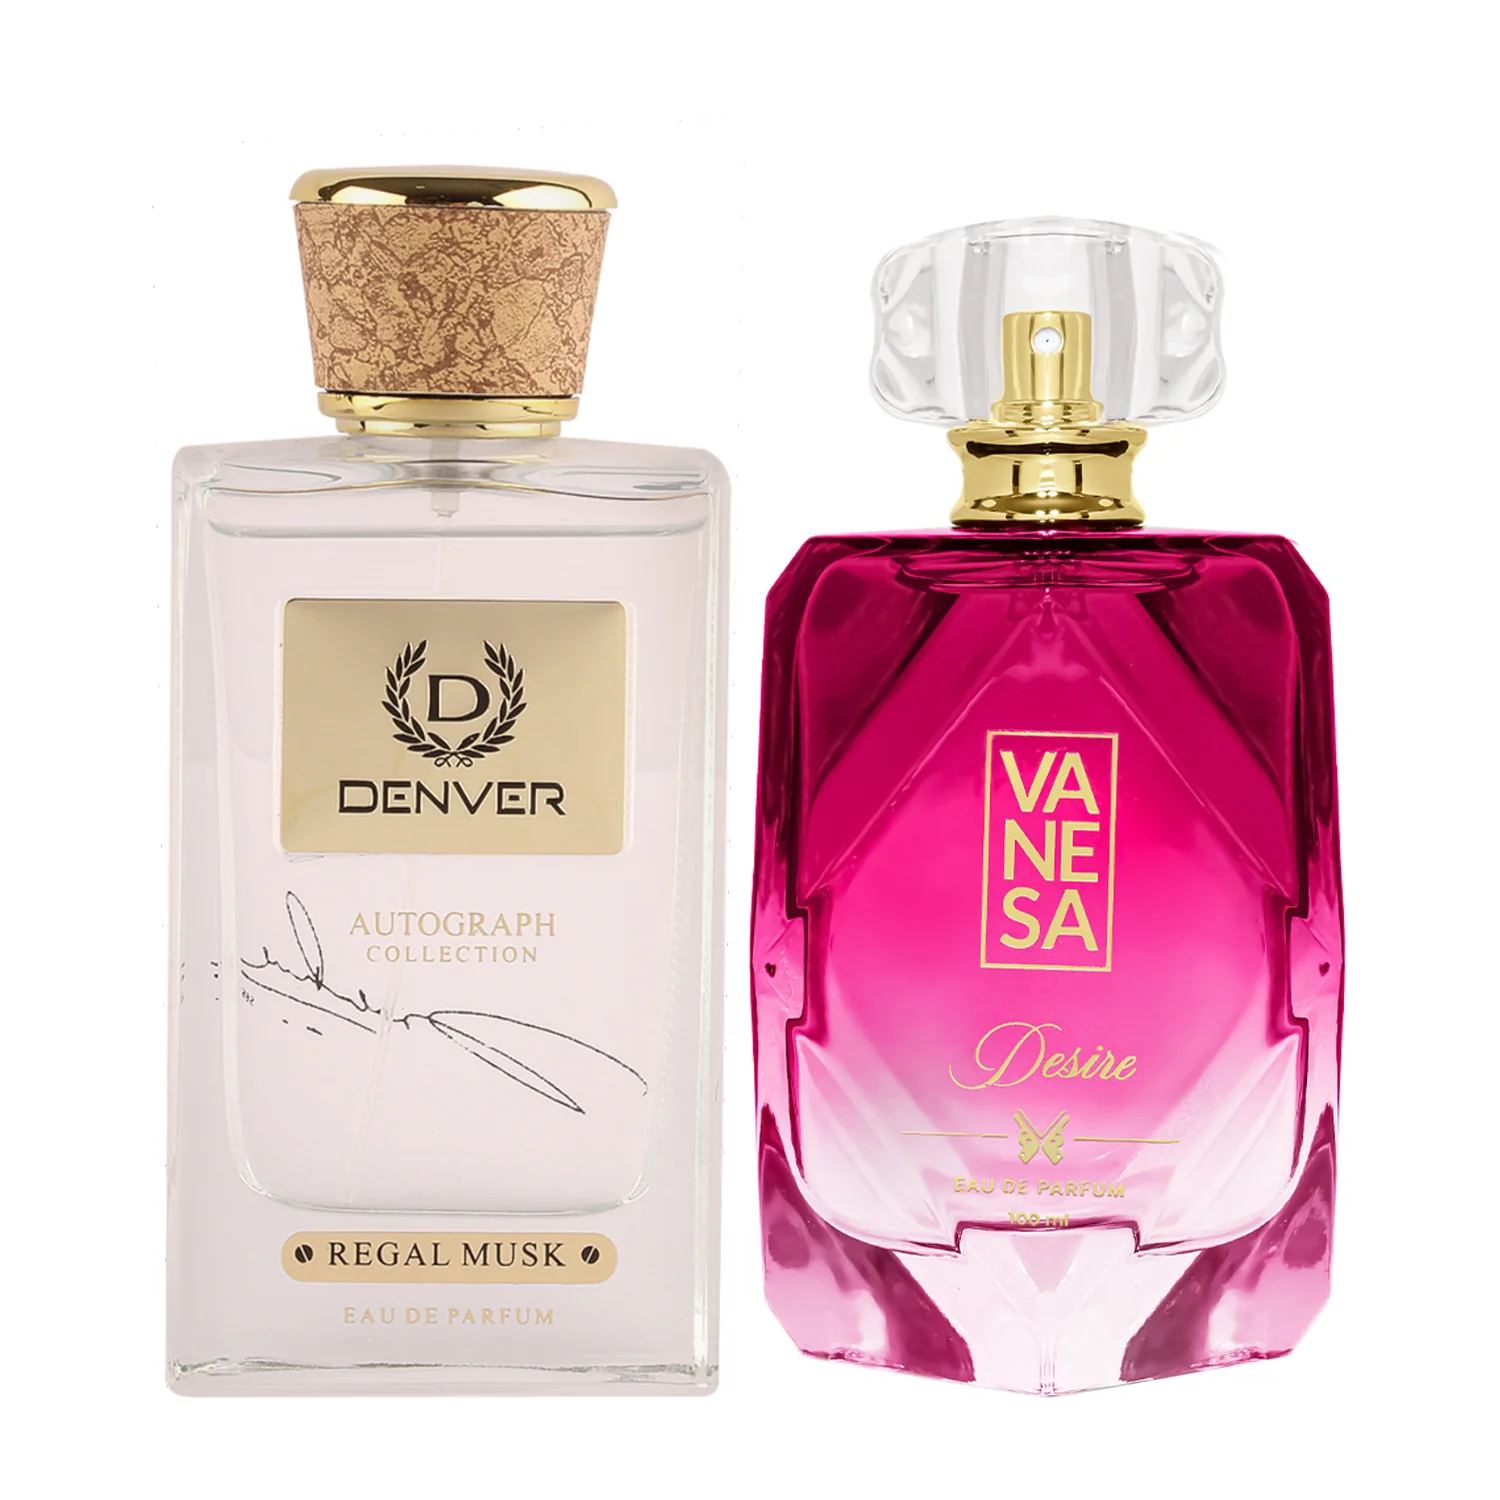 D
DENVER
AUTOGRAPH
COLLECTION
REGAL MUSK
EAU DE PARFUM
VA
NE
SA
Desire
EAU DE PARFUM
100 ml